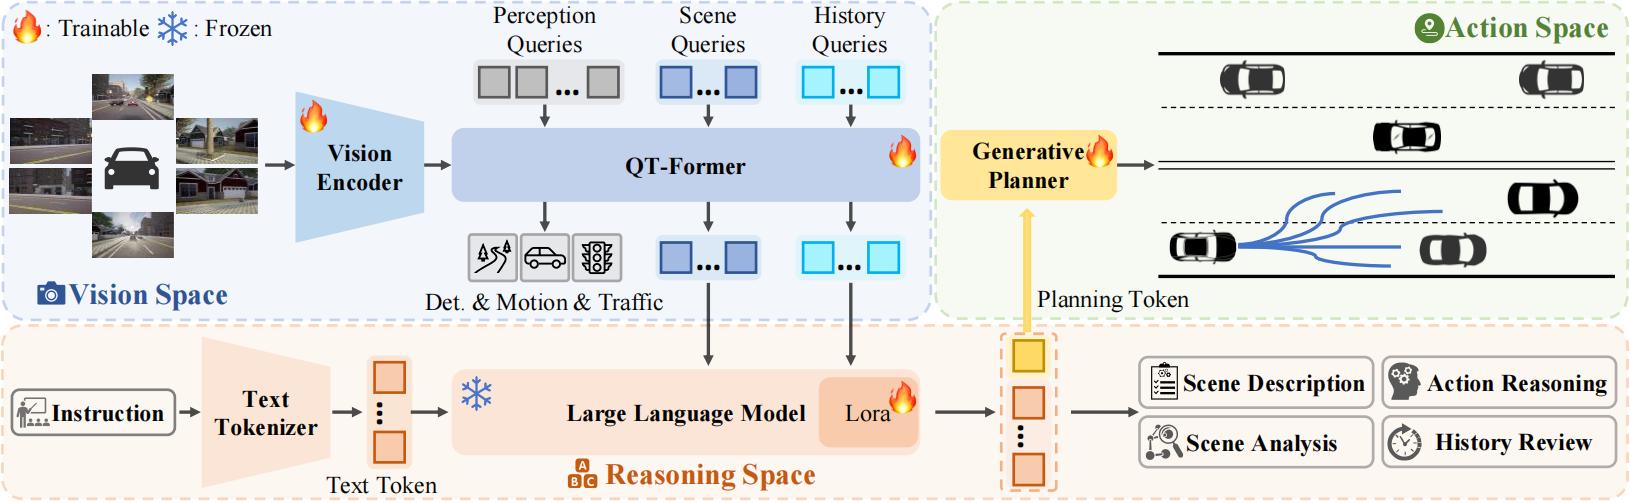 : Trainable : Frozen
Perception
Queries
Scene
Queries
History
Queries
Vision
Encoder
QT-Former
Det. & Motion & Traffic
Vision Space
Action Space
Generative
Planner
Planning Token
Instruction
Text
Tokenizer
Text Token
Large Language Model
Lora
A
B C
Reasoning Space
Scene Description
Action Reasoning
Scene Analysis
History Review